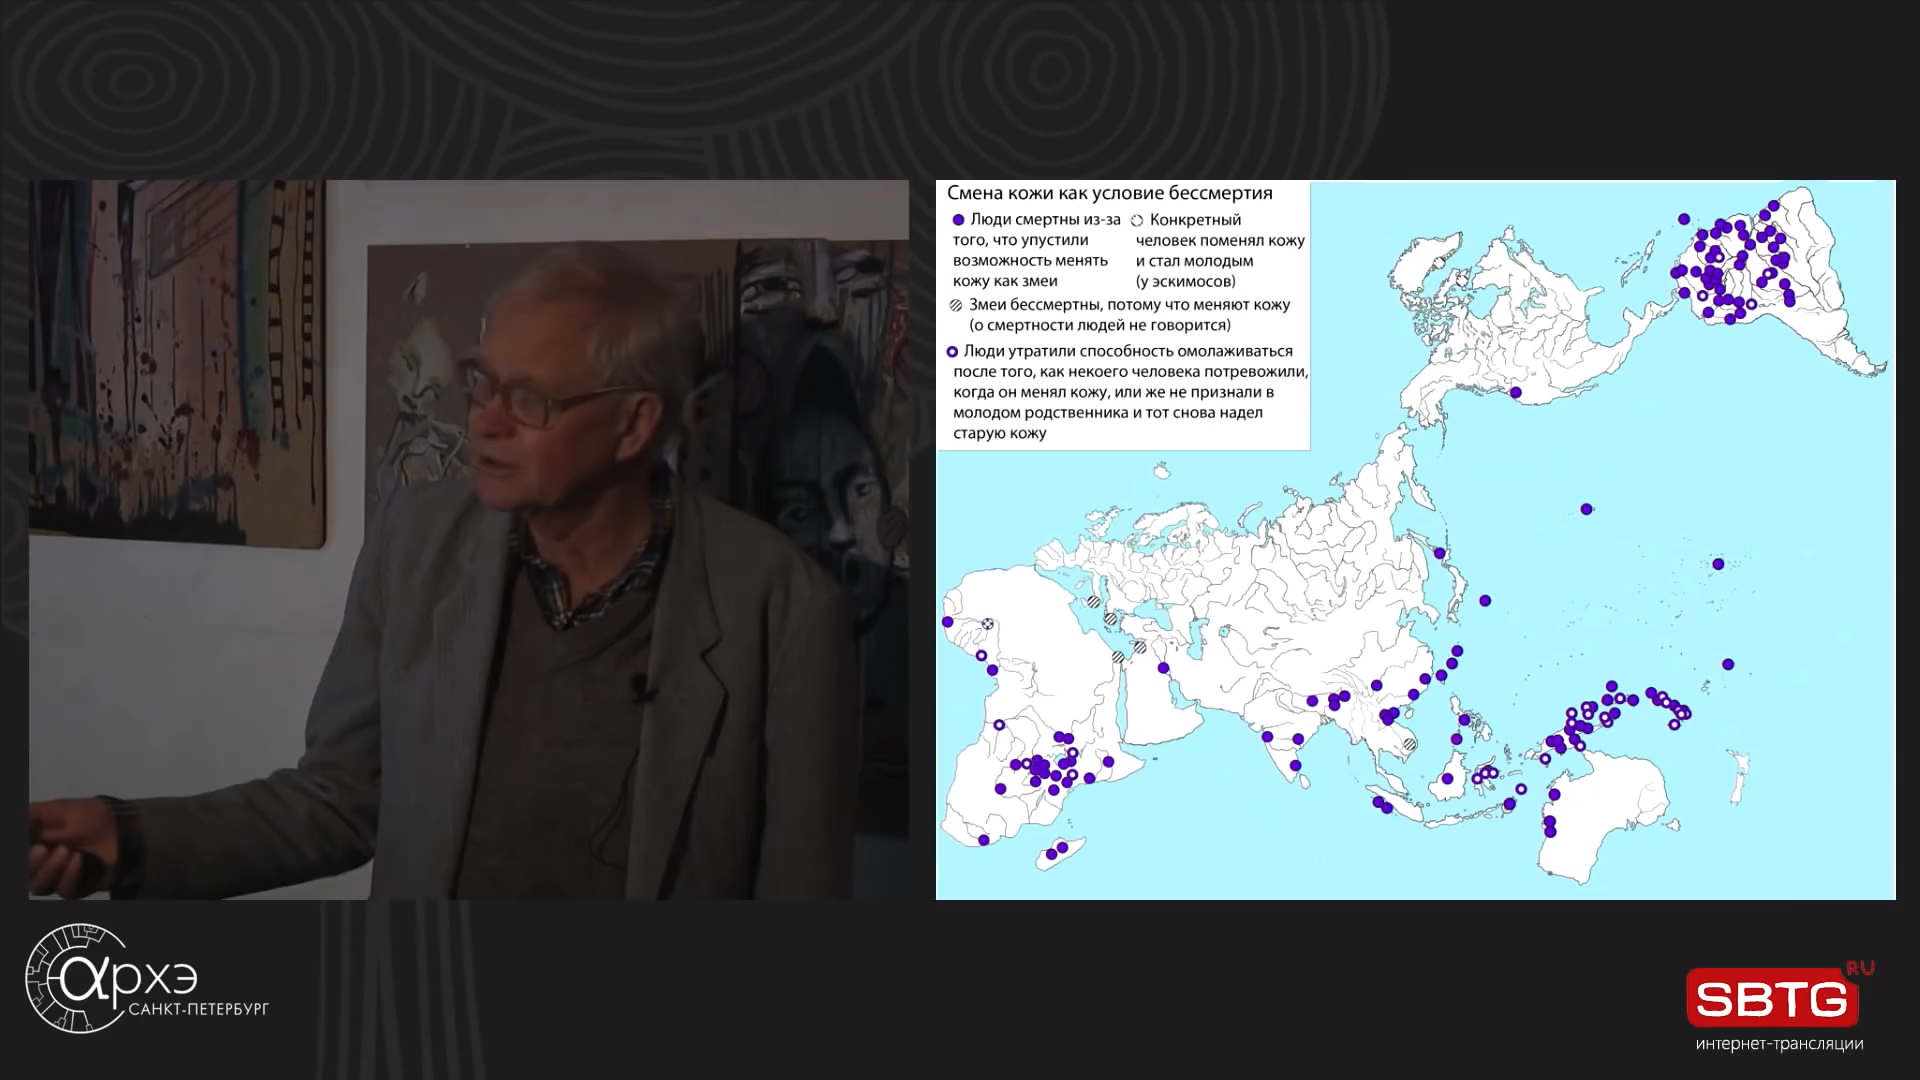 Смена кожи как условие бессмертия
Люди смертны из-за
того, что упустили
возможность менять
кожу как змеи
Конкретный
человек поменял кожу
и стал молодым
(у эскимосов)
Змеи бессмертны, потому что меняют кожу
(о смертности людей не говорится)
Люди утратили способность омолаживаться
после того, как некоего человека потревожили,
когда он менял кожу, или же не признали в
молодом родственника и тот снова надел
старую кожу
αрхэ
САНКТ-ПЕТЕРБУРГ
RU
SBTG
интернет-трансляции